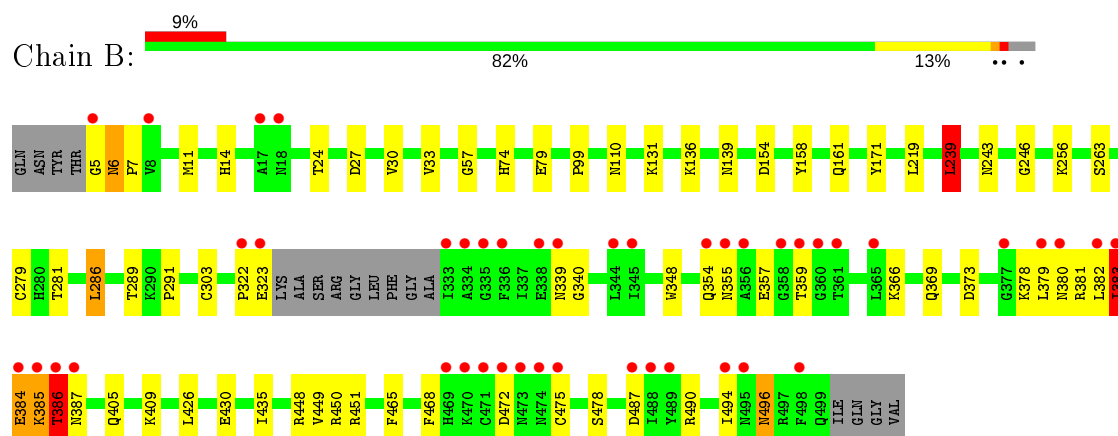 9%
Chain B:
82% 13% • • •
GLN ASN TYR THR G5 N6 P7 V8 M11 H14 A17 N18 T24 D27 V30 V33 G57 H74 E79 P99 N110 K131 K136 N139 D154 Y158 Q161 Y171 L219 L239 N243 G246 K256 S263
C279 H280 T281 L286 T289 K290 P291 C303 P322 E323 LYS ALA SER ARG GLY LEU PHE GLY ALA I333 A334 G335 F336 I337 E338 N339 G340 L344 I345 W348 Q354 N355 A356 E357 G358 T359 G360 T361 L365 K366 Q369 D373 G377 K378 L379 N380 R381 L382
E384 K385 T386 N387 Q405 K409 L426 E430 I435 R448 V449 R450 R451 F465 F468 H469 K470 C471 D472 N473 N474 C475 S478 D487 I488 Y489 R490 I494 N495 N496 R497 F498 Q499 ILE GLN GLY VAL